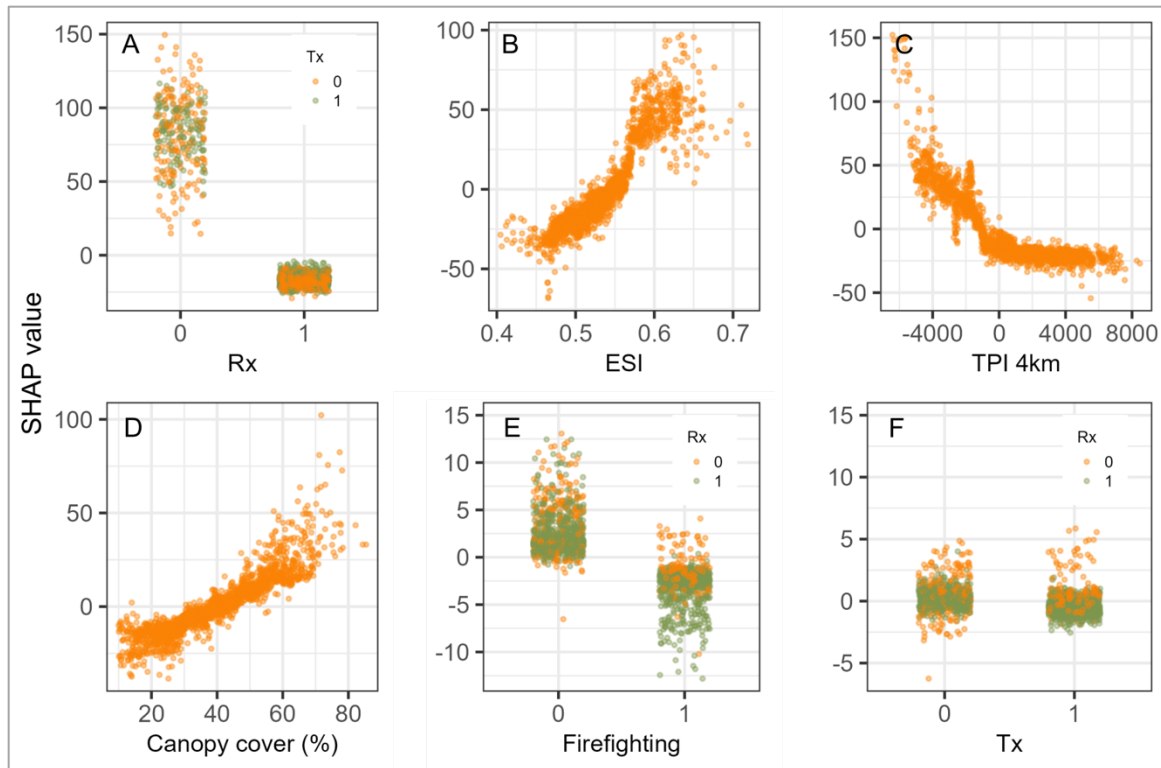 SHAP value
A
150
100
50
0
Tx
0
1
0 1
Rx
B
100
50
0
-50
0.4 0.5 0.6 0.7
ESI
C
150
100
50
0
-50
-4000 0 4000 8000
TPI 4km
D
100
50
0
20 40 60 80
Canopy cover (%)
E
15
10
5
0
-5
-10
Rx
0
1
0 1
Firefighting
F
15
10
5
0
-5
Rx
0
1
0 1
Tx